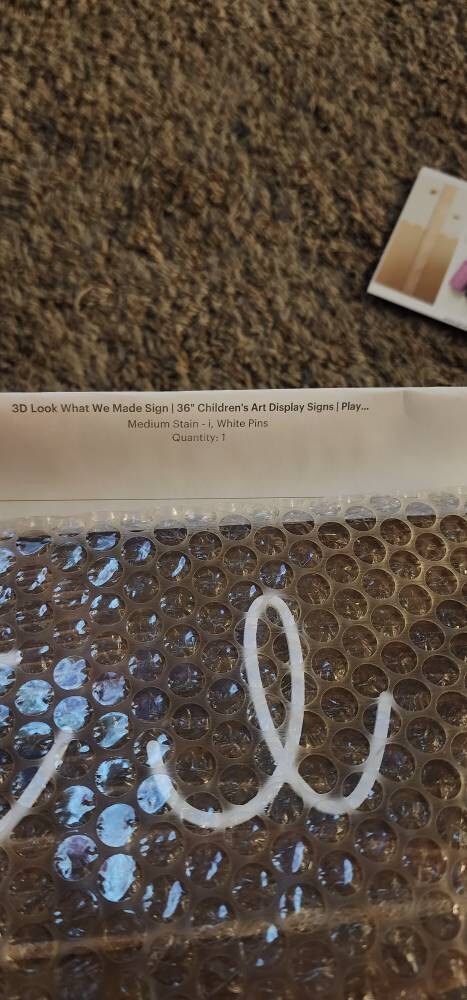 3D Look What We Made Sign | 36" Children's Art Display Signs | Play...
Medium Stain - i, White Pins
Quantity: 1